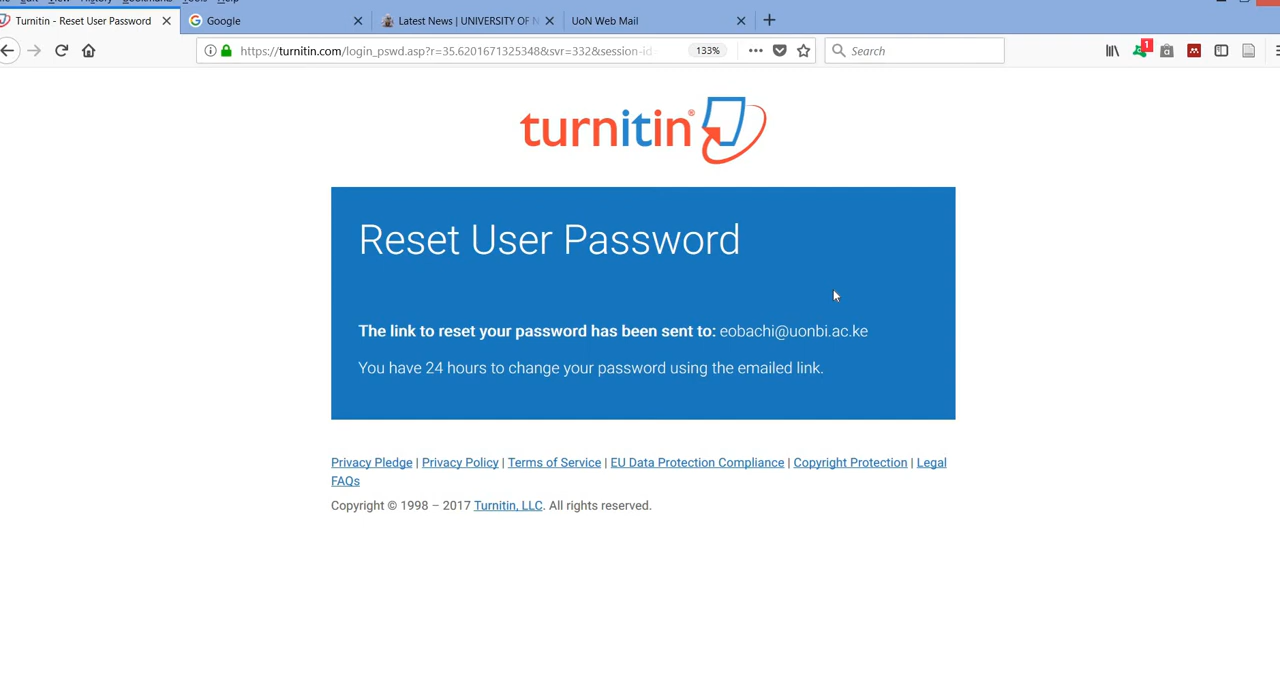 Turnitin - Reset User Password
Google
Latest News | UNIVERSITY OF N
UoN Web Mail
https://turnitin.com/login_pswd.asp?r=35.6201671325348&svr=332&session-id
133%
Search
1
turnitin®
Reset User Password
The link to reset your password has been sent to: eobachi@uonbi.ac.ke
You have 24 hours to change your password using the emailed link.
Privacy Pledge | Privacy Policy | Terms of Service | EU Data Protection Compliance | Copyright Protection | Legal
FAQs
Copyright © 1998 – 2017 Turnitin, LLC. All rights reserved.